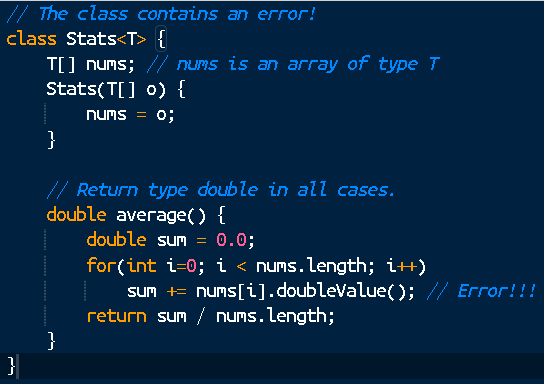 // The class contains an error!
class Stats<T> {
    T[] nums; // nums is an array of type T
    Stats(T[] o) {
        nums = o;
    }

    // Return type double in all cases.
    double average() {
        double sum = 0.0;
        for(int i=0; i < nums.length; i++)
            sum += nums[i].doubleValue(); // Error!!!
        return sum / nums.length;
    }
}